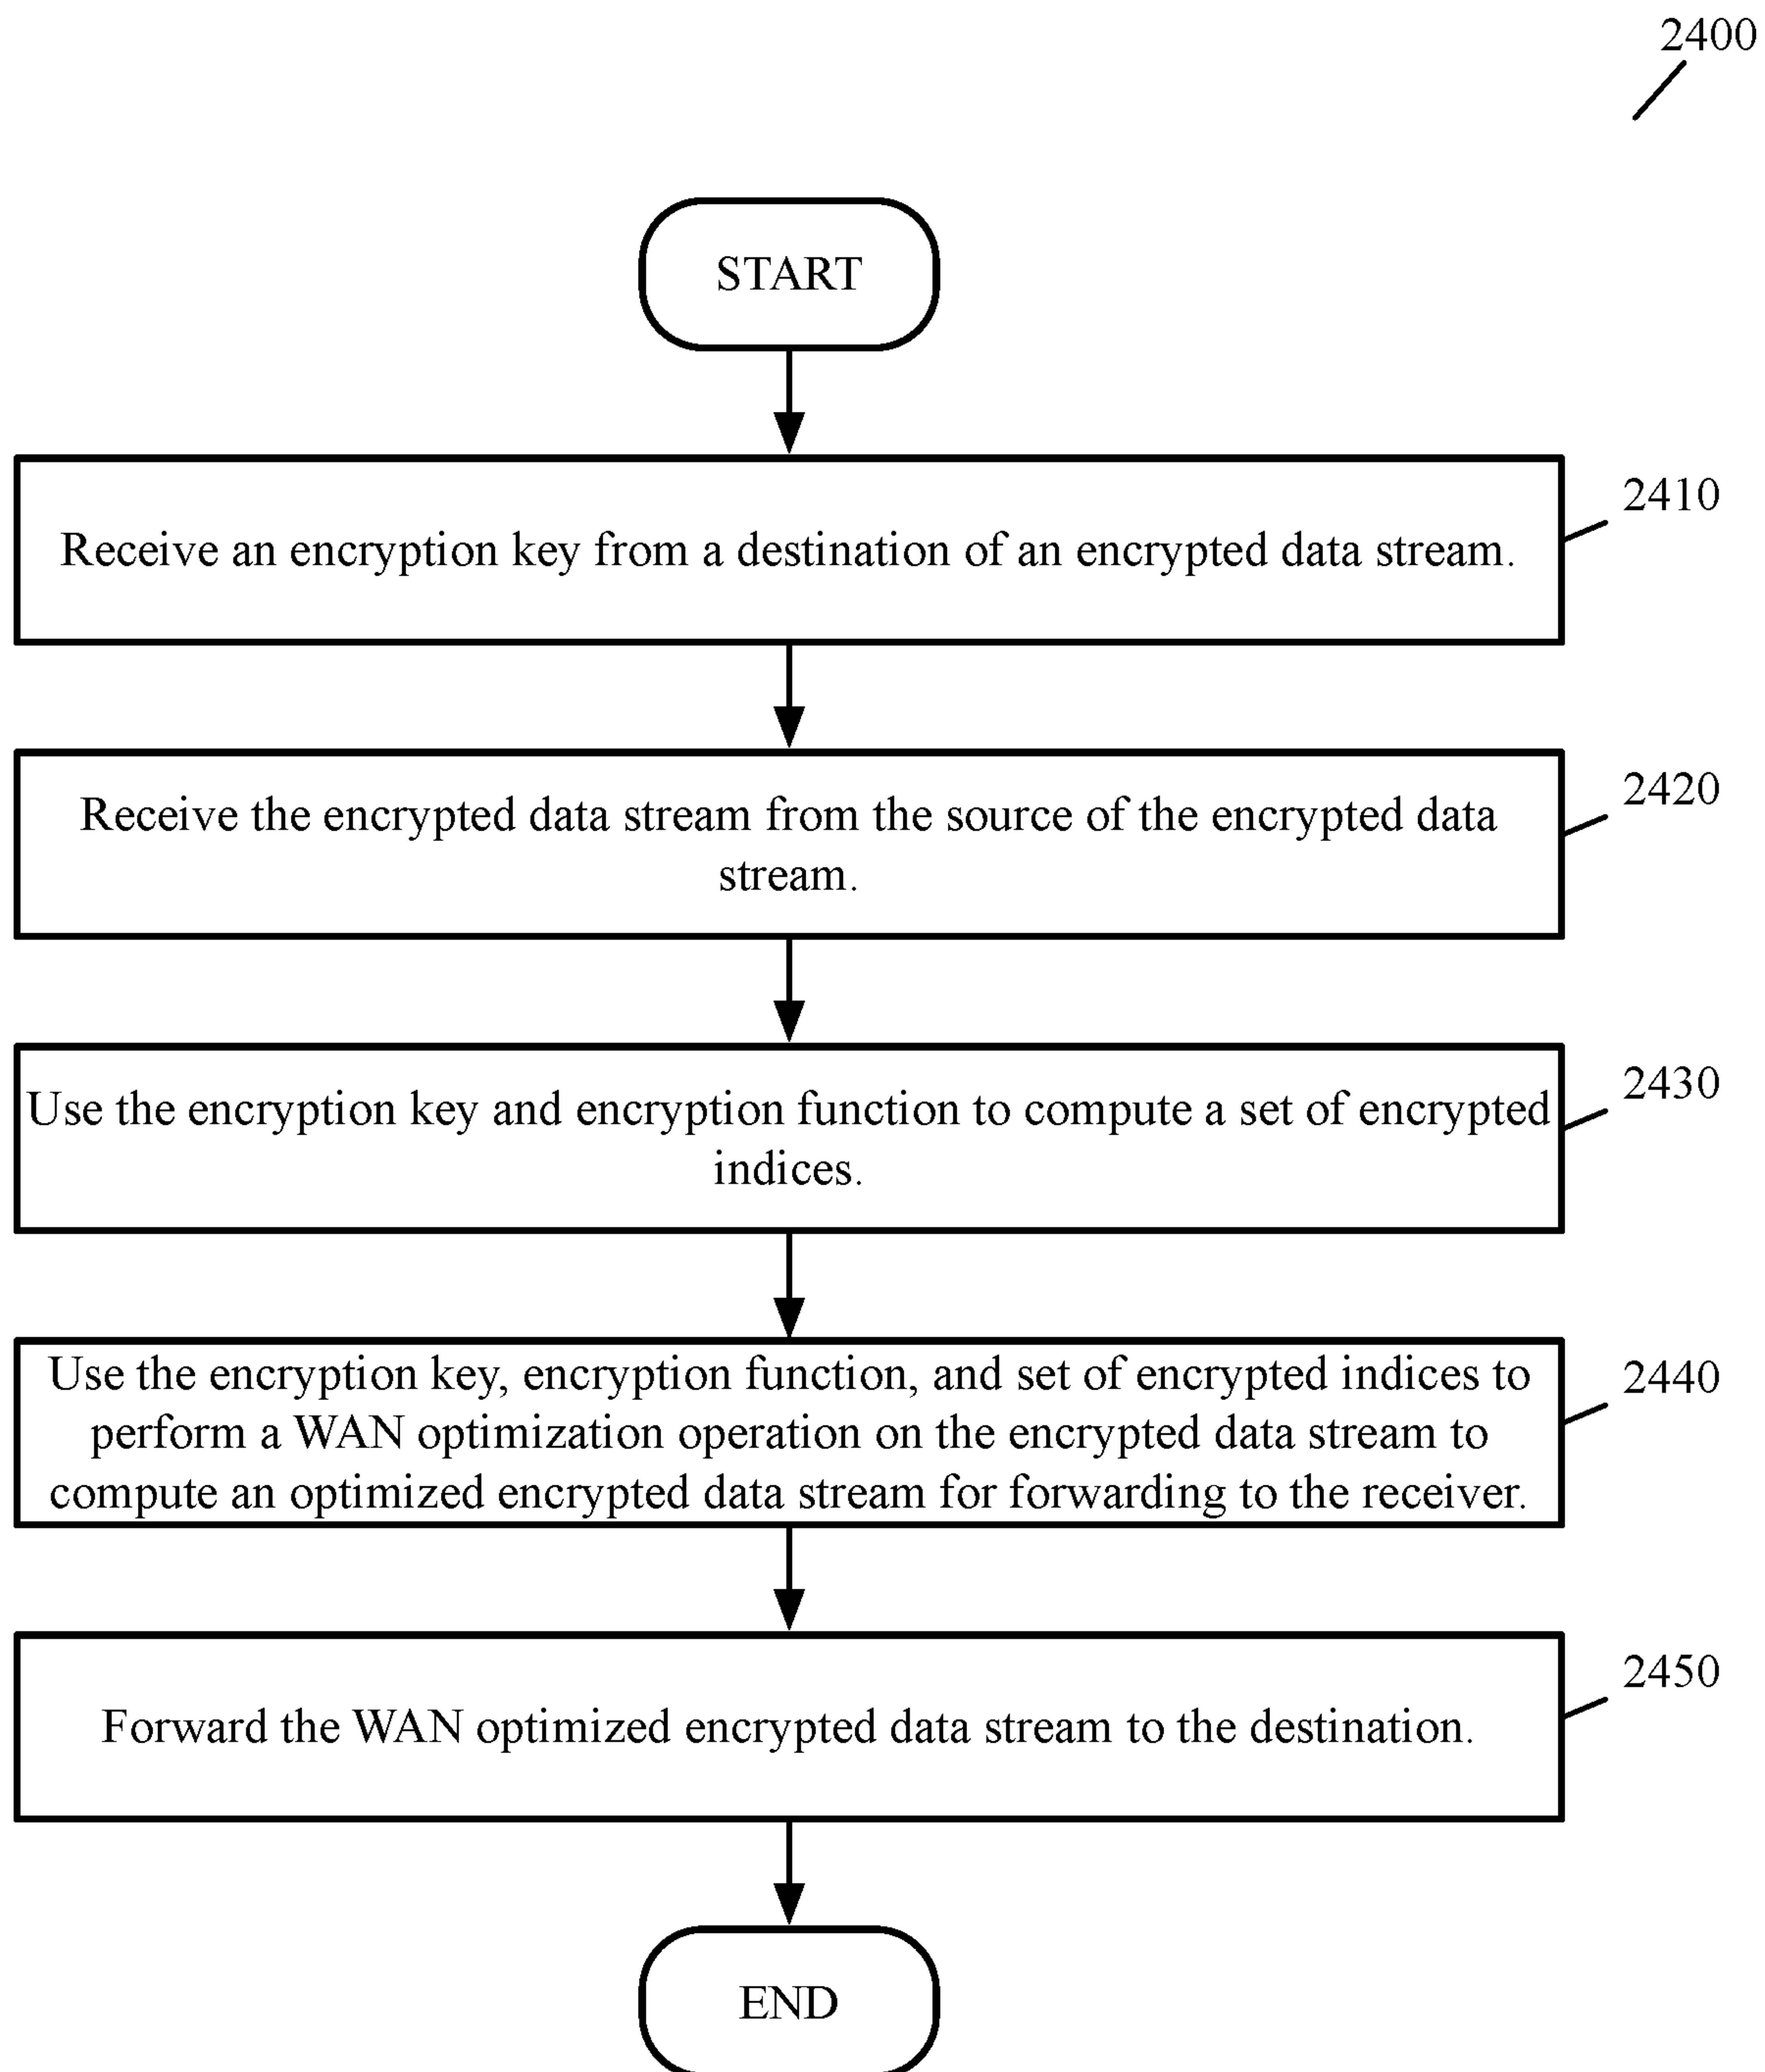 2400
START
2410
Receive an encryption key from a destination of an encrypted data stream.
2420
Receive the encrypted data stream from the source of the encrypted data
stream.
2430
Use the encryption key and encryption function to compute a set of encrypted
indices.
2440
Use the encryption key, encryption function, and set of encrypted indices to
perform a WAN optimization operation on the encrypted data stream to
compute an optimized encrypted data stream for forwarding to the receiver.
2450
Forward the WAN optimized encrypted data stream to the destination.
END